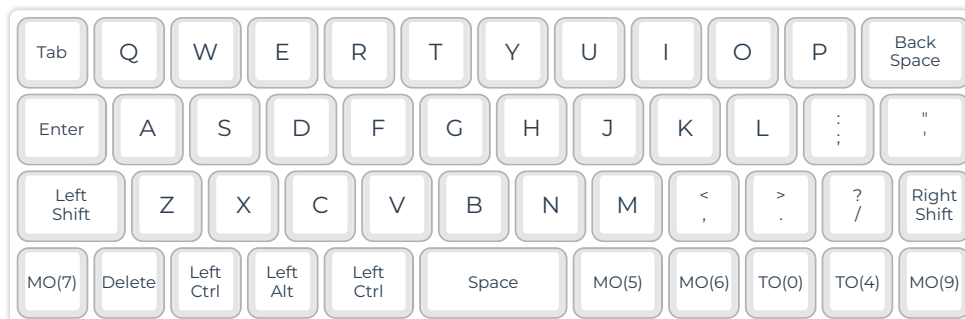 Tab Q W E R T Y U I O P Back Space
Enter A S D F G H J K L : ; " '
Left Shift Z X C V B N M < , > . ? / Right Shift
MO(7) Delete Left Ctrl Left Alt Left Ctrl Space MO(5) MO(6) TO(0) TO(4) MO(9)